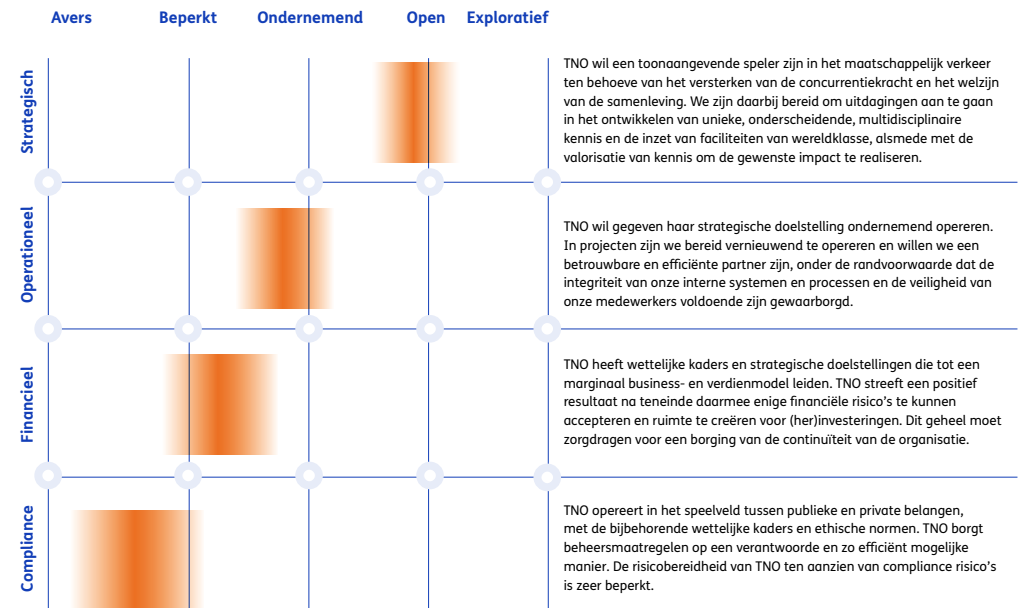 Avers Beperkt Ondernemend Open Exploratief
Strategisch
TNO wil een toonaangevende speler zijn in het maatschappelijk verkeer
ten behoeve van het versterken van de concurrentiekracht en het welzijn
van de samenleving. We zijn daarbij bereid om uitdagingen aan te gaan
in het ontwikkelen van unieke, onderscheidende, multidisciplinaire
kennis en de inzet van faciliteiten van wereldklasse, alsmede met de
valorisatie van kennis om de gewenste impact te realiseren.
Operationeel
TNO wil gegeven haar strategische doelstelling ondernemend opereren.
In projecten zijn we bereid vernieuwend te opereren en willen we een
betrouwbare en efficiënte partner zijn, onder de randvoorwaarde dat de
integriteit van onze interne systemen en processen en de veiligheid van
onze medewerkers voldoende zijn gewaarborgd.
Financieel
TNO heeft wettelijke kaders en strategische doelstellingen die tot een
marginaal business- en verdienmodel leiden. TNO streeft een positief
resultaat na teneinde daarmee enige financiële risico's te kunnen
accepteren en ruimte te creëren voor (her)investeringen. Dit geheel moet
zorgdragen voor een borging van de continuïteit van de organisatie.
Compliance
TNO opereert in het speelveld tussen publieke en private belangen,
met de bijbehorende wettelijke kaders en ethische normen. TNO borgt
beheersmaatregelen op een verantwoorde en zo efficiënt mogelijke
manier. De risicobereidheid van TNO ten aanzien van compliance risico's
is zeer beperkt.